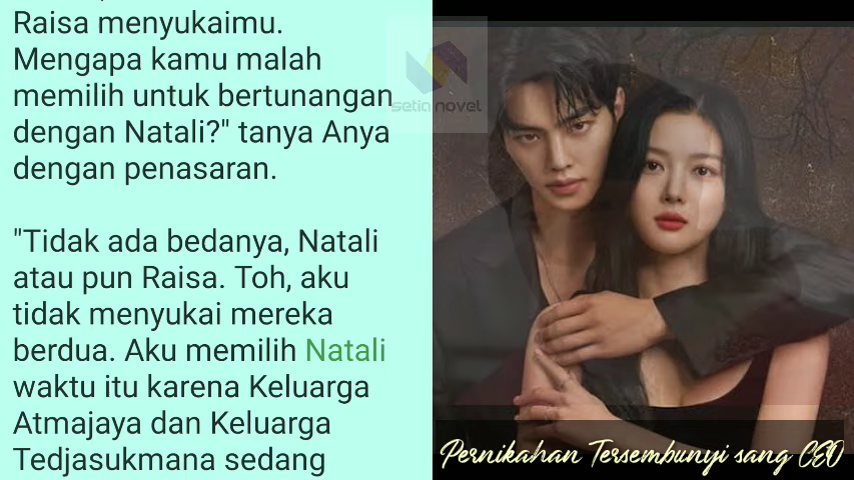 Raisa menyukaimu.
Mengapa kamu malah
memilih untuk bertunangan
dengan Natali?" tanya Anya
dengan penasaran.
"Tidak ada bedanya, Natali
atau pun Raisa. Toh, aku
tidak menyukai mereka
berdua. Aku memilih Natali
waktu itu karena Keluarga
Atmajaya dan Keluarga
Tedjasukmana sedang
setia novel
Pernikahan Tersembunyi sang CEO